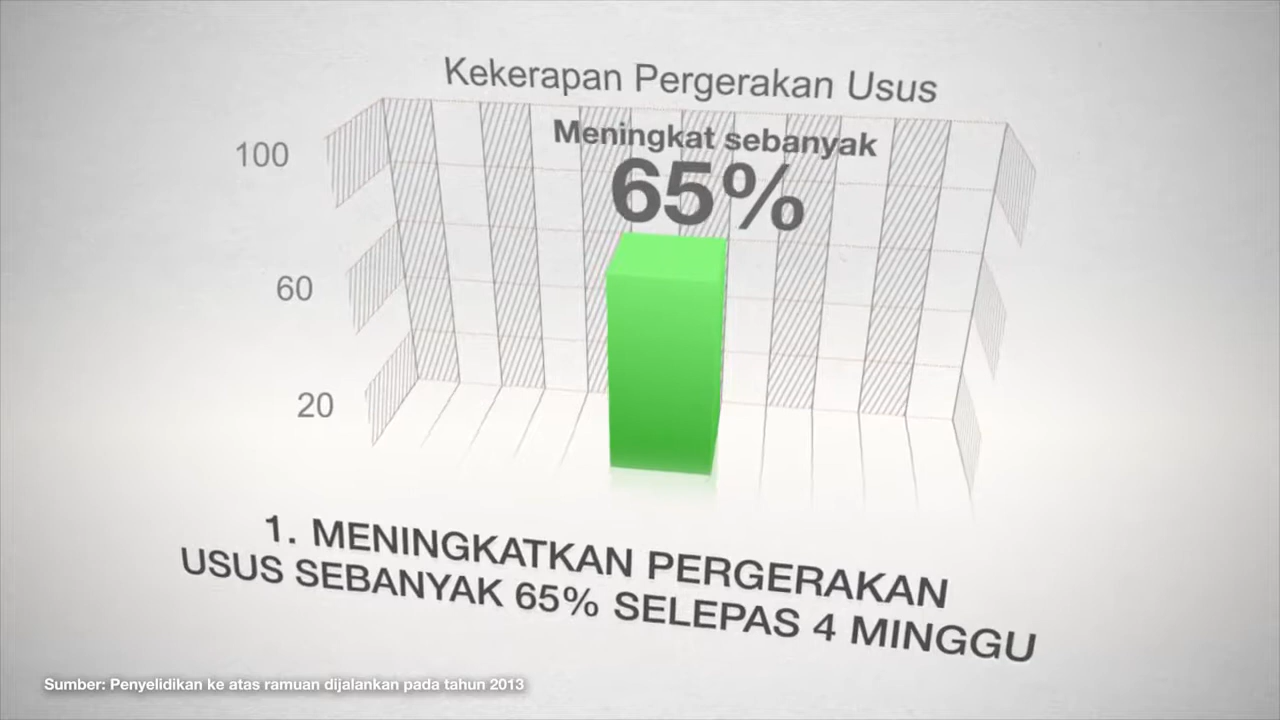 Kekerapan Pergerakan Usus
Meningkat sebanyak
65%
100
60
20
1. MENINGKATKAN PERGERAKAN
USUS SEBANYAK 65% SELEPAS 4 MINGGU
Sumber: Penyelidikan ke atas ramuan dijalankan pada tahun 2013